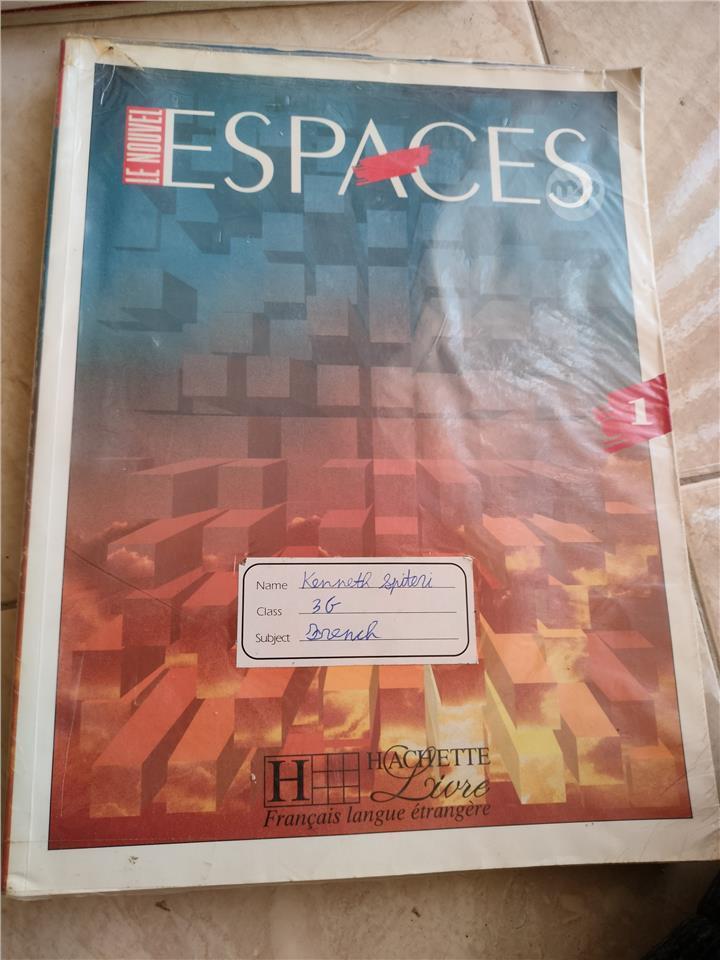 LE NOUVEL
ESPACES
1
Name Kenneth Spiteri
Class 3G
Subject French
H HACHETTE
Livre
Français langue étrangère